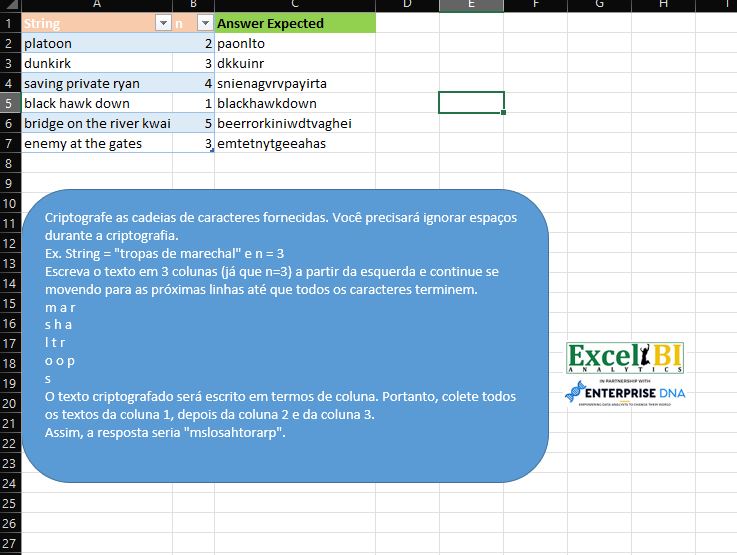 A B C D E F G H I
1 String n Answer Expected
2 platoon 2 paonlto
3 dunkirk 3 dkkuinr
4 saving private ryan 4 snienagvrvpayirta
5 black hawk down 1 blackhawkdown
6 bridge on the river kwai 5 beerrorkiniwdtvaghei
7 enemy at the gates 3 emtetnytgeeahas
8
9
10
11
12
13
14
15
16
17
18
19
20
21
22
23
24
25
26
27
Criptografe as cadeias de caracteres fornecidas. Você precisará ignorar espaços
durante a criptografia.
Ex. String = "tropas de marechal" e n = 3
Escreva o texto em 3 colunas (já que n=3) a partir da esquerda e continue se
movendo para as próximas linhas até que todos os caracteres terminem.
m a r
s h a
l t r
o o p
s
O texto criptografado será escrito em termos de coluna. Portanto, colete todos
os textos da coluna 1, depois da coluna 2 e da coluna 3.
Assim, a resposta seria "mslosahtorarp".
Excel BI
ANALYTICS
IN PARTNERSHIP WITH
ENTERPRISE DNA
EMPOWERING DATA ANALYSTS TO CHANGE THEIR WORLD